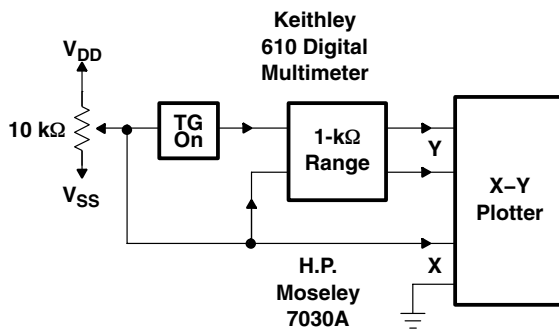 Keithley
610 Digital
Multimeter
VDD
10 kΩ
VSS
TG
On
1-kΩ
Range
Y
X
X–Y
Plotter
H.P.
Moseley
7030A